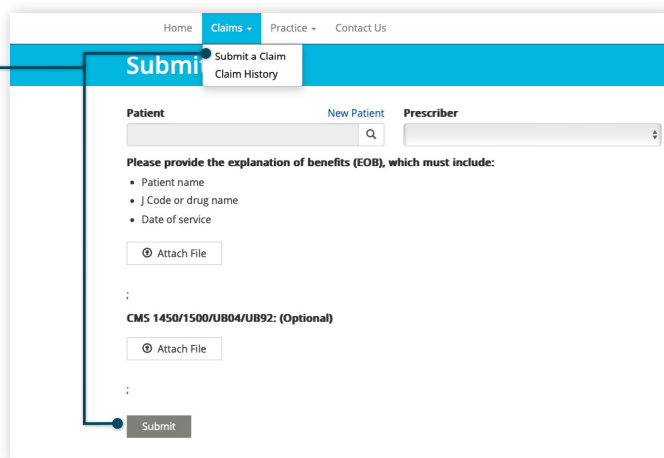 Home Claims Practice Contact Us
Submit
Submit a Claim
Claim History
Patient New Patient Prescriber
Please provide the explanation of benefits (EOB), which must include:
• Patient name
• J Code or drug name
• Date of service
Attach File
;
CMS 1450/1500/UB04/UB92: (Optional)
Attach File
;
Submit